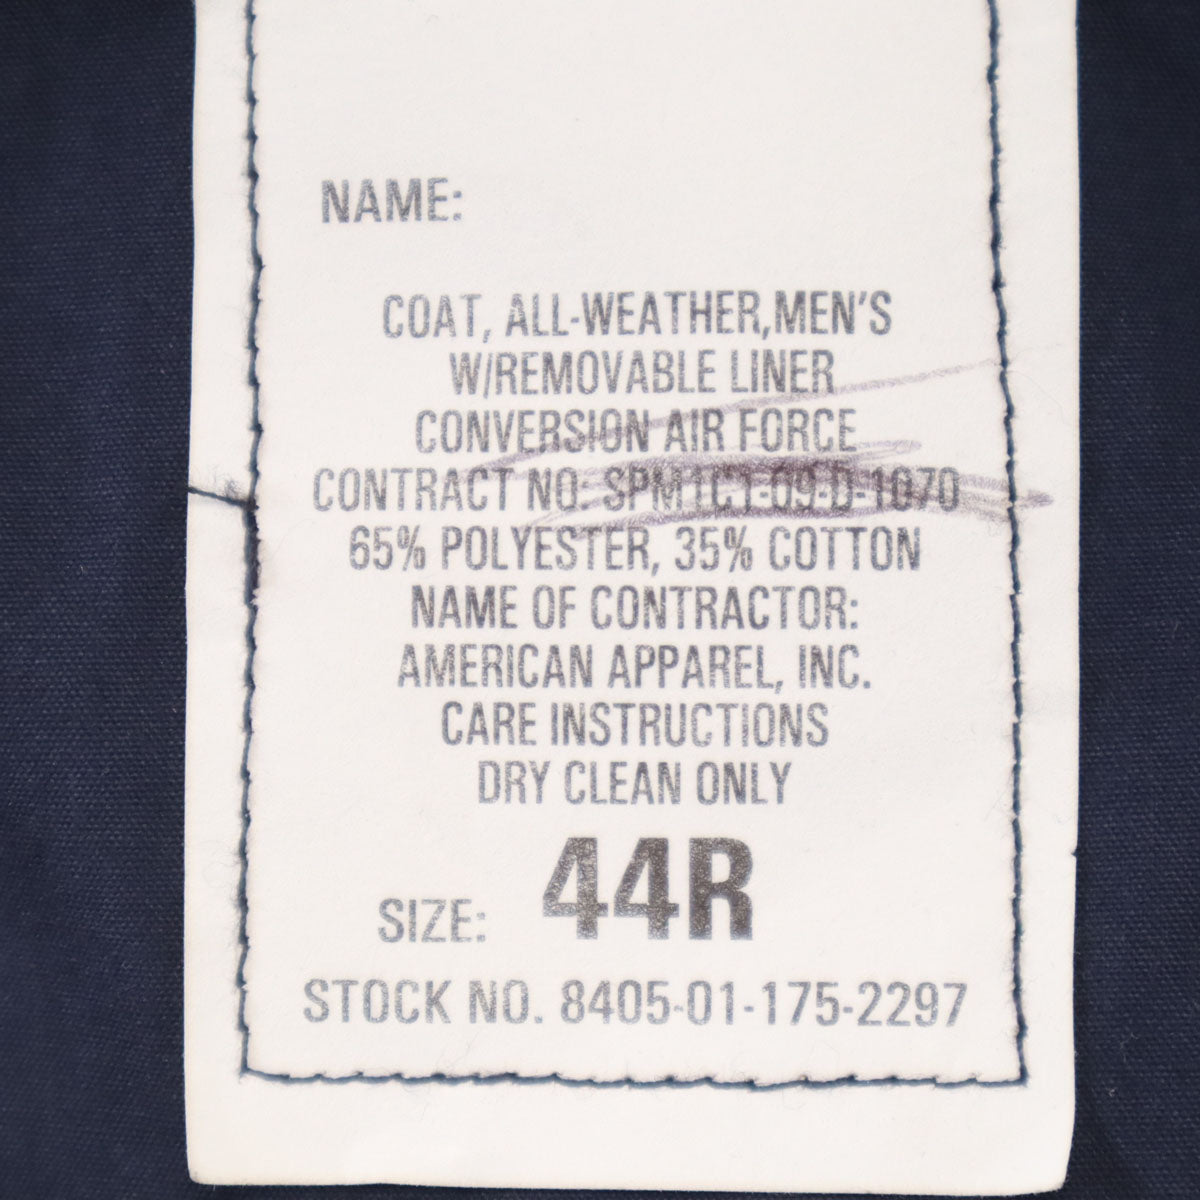 NAME:
COAT, ALL-WEATHER,MEN'S
W/REMOVABLE LINER
CONVERSION AIR FORCE
CONTRACT NO: SPM1C1-09-D-1070
65% POLYESTER, 35% COTTON
NAME OF CONTRACTOR:
AMERICAN APPAREL, INC.
CARE INSTRUCTIONS
DRY CLEAN ONLY
SIZE: 44R
STOCK NO. 8405-01-175-2297